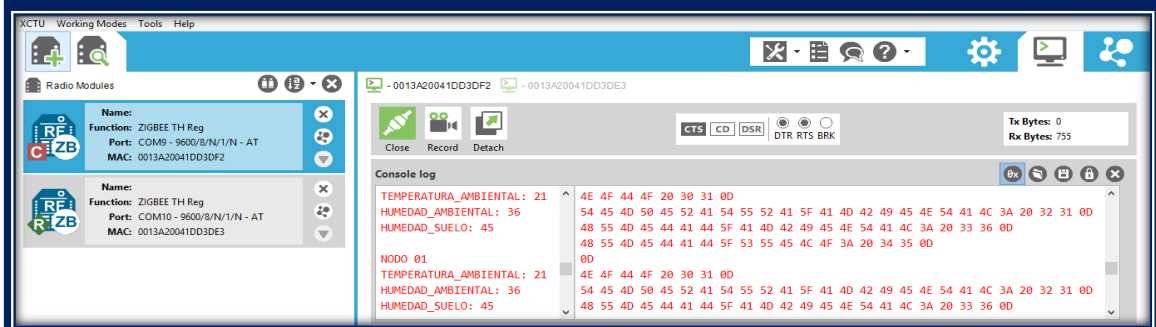 XCTU Working Modes Tools Help
Radio Modules
Name:
Function: ZIGBEE TH Reg
Port: COM9 - 9600/8/N/1/N - AT
MAC: 0013A20041DD3DF2
RF
C ZB
Name:
Function: ZIGBEE TH Reg
Port: COM10 - 9600/8/N/1/N - AT
MAC: 0013A20041DD3DE3
RF
R ZB
- 0013A20041DD3DF2 - 0013A20041DD3DE3
Close Record Detach
CTS CD DSR DTR RTS BRK
Tx Bytes: 0
Rx Bytes: 755
Console log
0x
TEMPERATURA_AMBIENTAL: 21
HUMEDAD_AMBIENTAL: 36
HUMEDAD_SUELO: 45
NODO 01
TEMPERATURA_AMBIENTAL: 21
HUMEDAD_AMBIENTAL: 36
HUMEDAD_SUELO: 45
4E 4F 44 4F 20 30 31 0D
54 45 4D 50 45 52 41 54 55 52 41 5F 41 4D 42 49 45 4E 54 41 4C 3A 20 32 31 0D
48 55 4D 45 44 41 44 5F 41 4D 42 49 45 4E 54 41 4C 3A 20 33 36 0D
48 55 4D 45 44 41 44 5F 53 55 45 4C 4F 3A 20 34 35 0D
0D
4E 4F 44 4F 20 30 31 0D
54 45 4D 50 45 52 41 54 55 52 41 5F 41 4D 42 49 45 4E 54 41 4C 3A 20 32 31 0D
48 55 4D 45 44 41 44 5F 41 4D 42 49 45 4E 54 41 4C 3A 20 33 36 0D